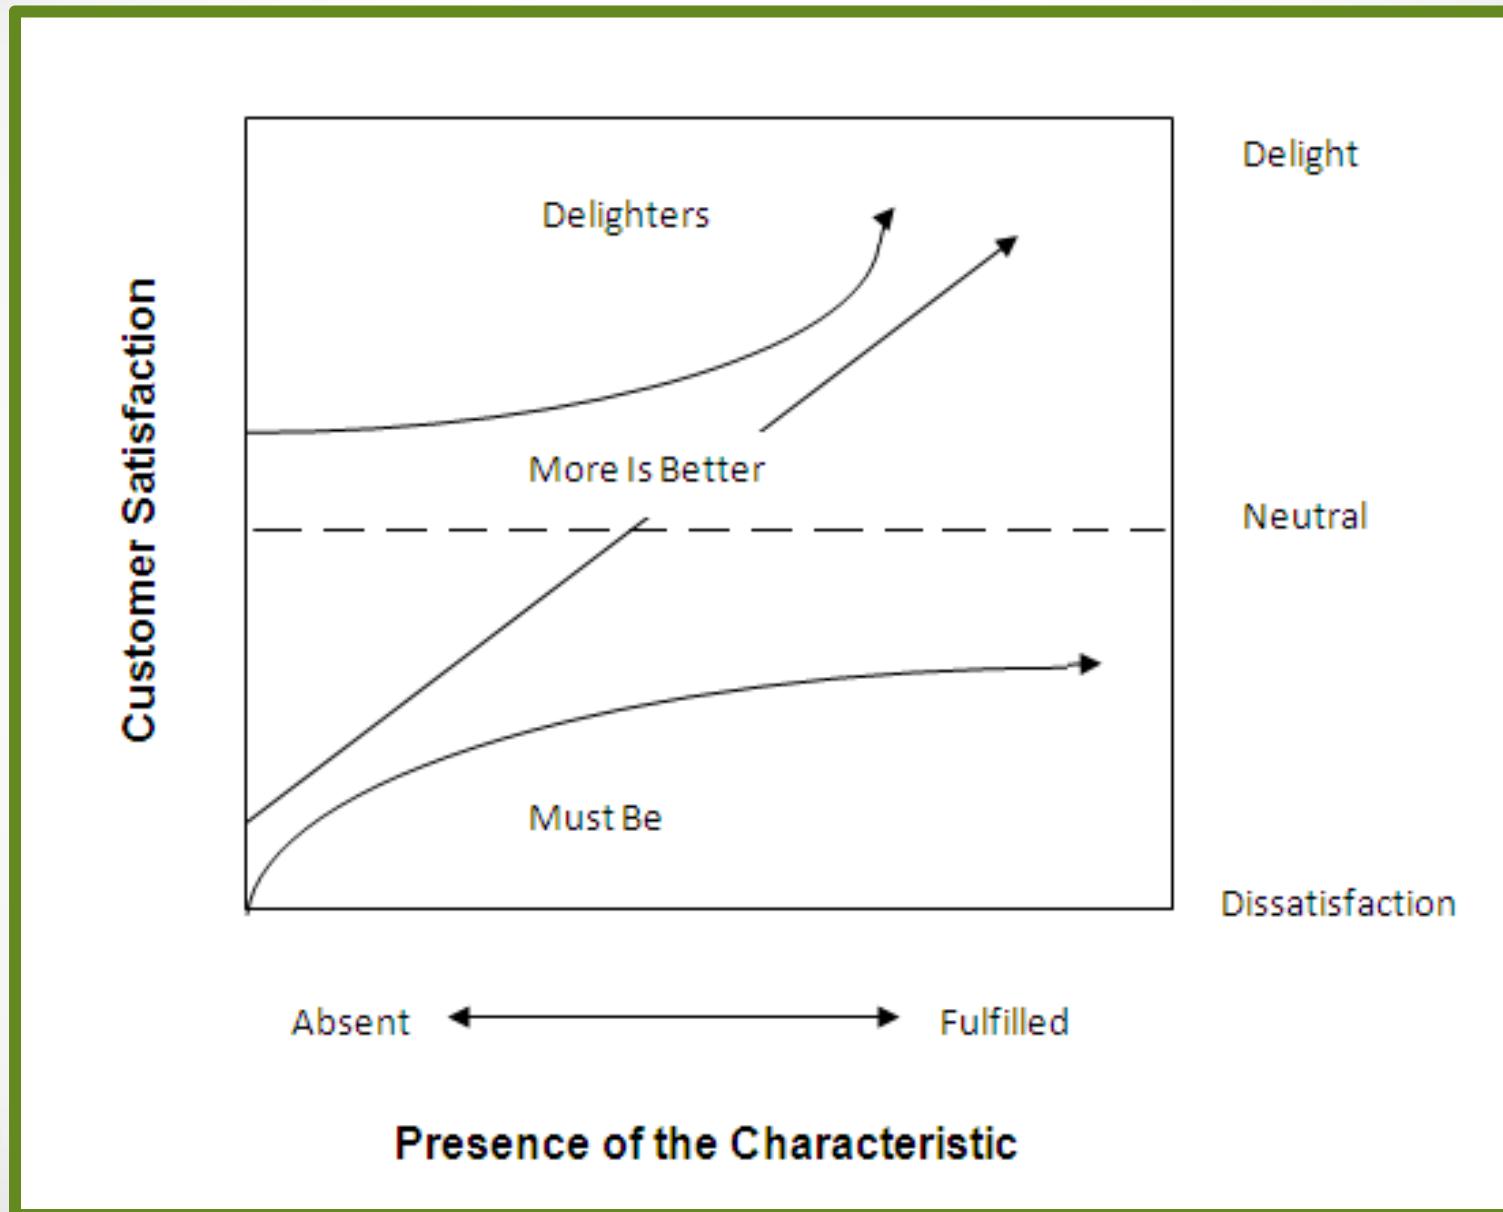 Delight
Delighters
Customer Satisfaction
More Is Better
Neutral
Must Be
Dissatisfaction
Absent
Fulfilled
Presence of the Characteristic